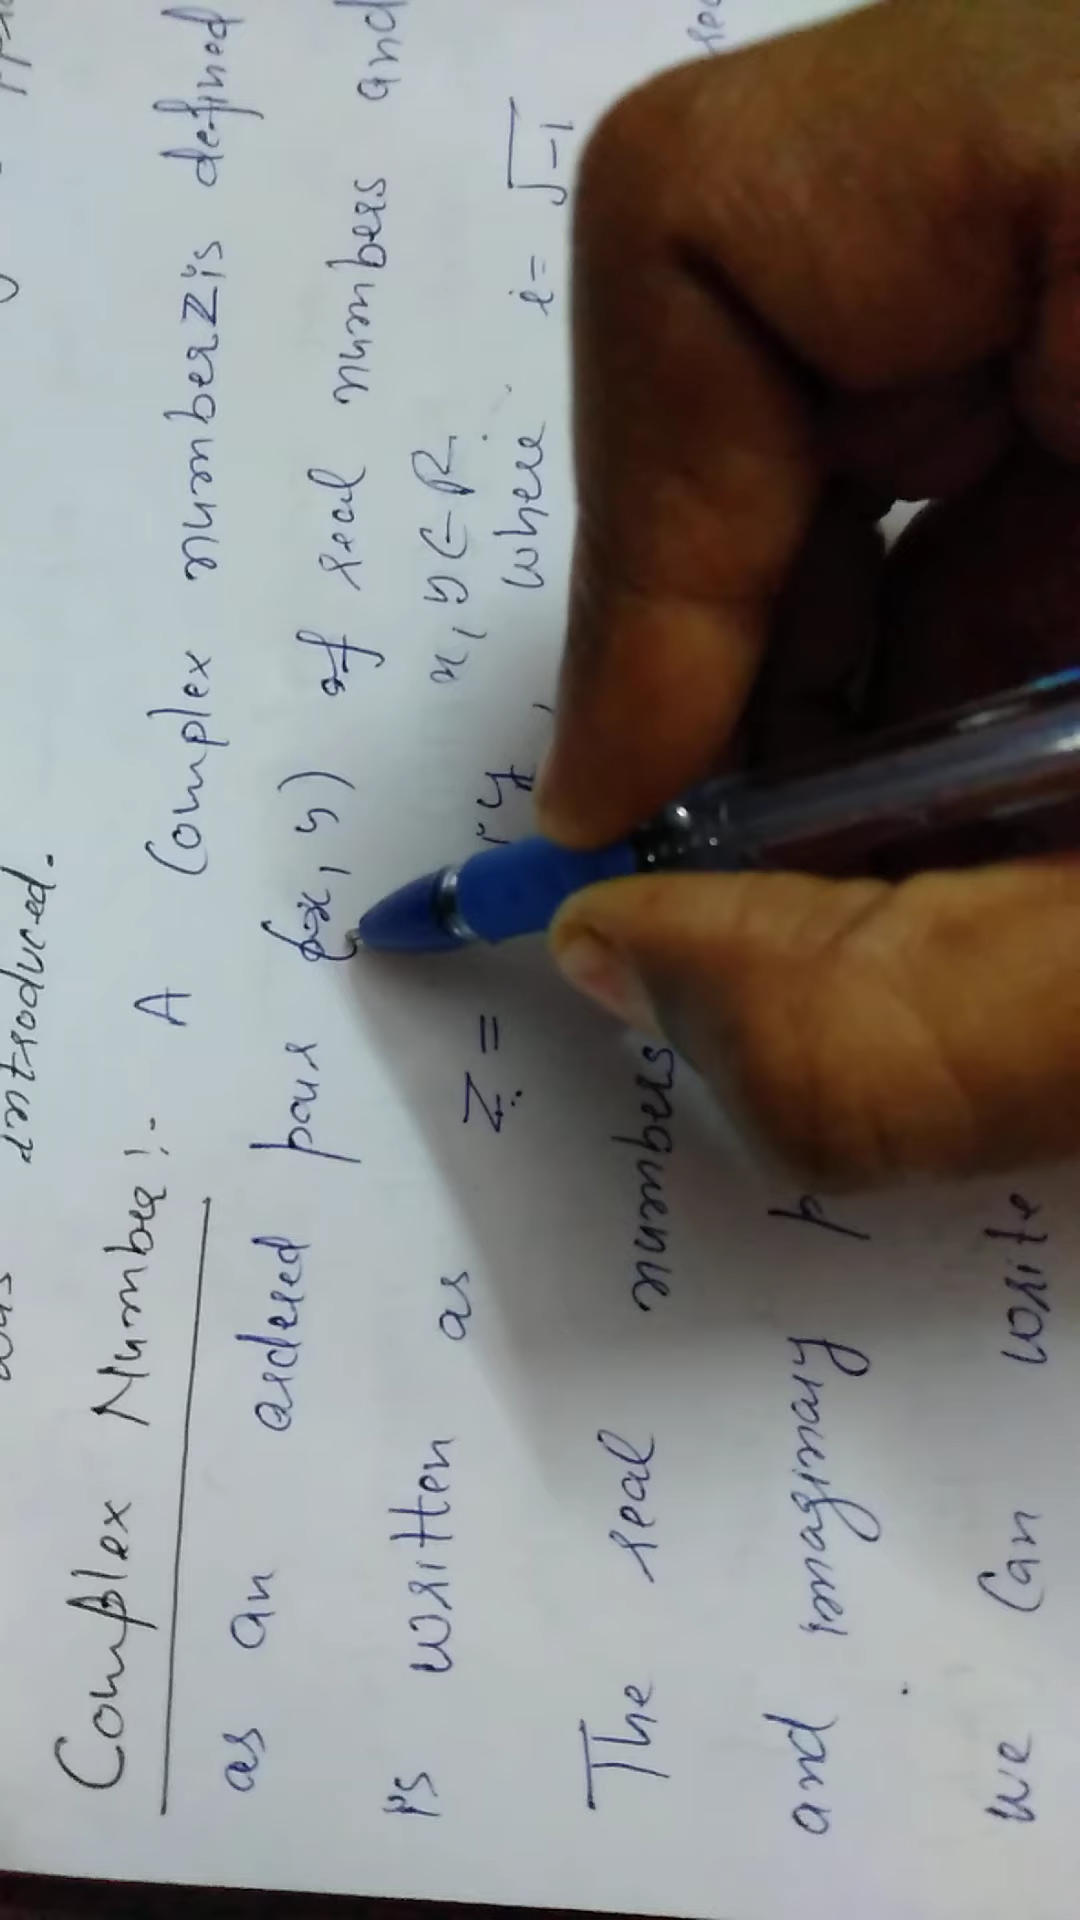 introduced.
Complex Number:- A Complex number Z is defined
as an ordered pair (x, y) of real numbers and
is written as x, y ∈ R
Z = iy, where i = √-1
The real numbers
and imaginary p
we can write